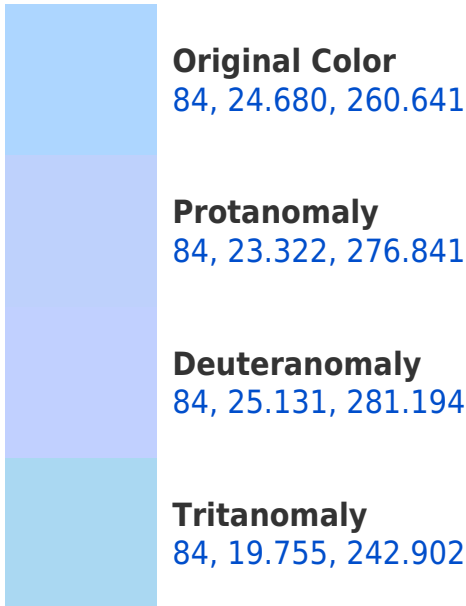 Original Color
84, 24.680, 260.641
Protanomaly
84, 23.322, 276.841
Deuteranomaly
84, 25.131, 281.194
Tritanomaly
84, 19.755, 242.902